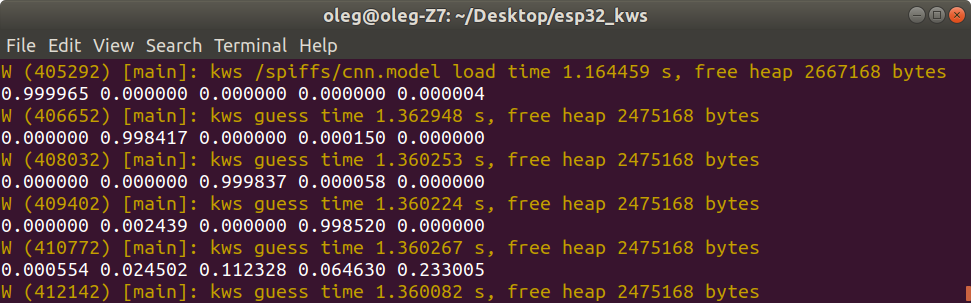 oleg@oleg-Z7: ~/Desktop/esp32_kws
File Edit View Search Terminal Help
W (405292) [main]: kws /spiffs/cnn.model load time 1.164459 s, free heap 2667168 bytes
0.999965 0.000000 0.000000 0.000000 0.000004
W (406652) [main]: kws guess time 1.362948 s, free heap 2475168 bytes
0.000000 0.998417 0.000000 0.000150 0.000000
W (408032) [main]: kws guess time 1.360253 s, free heap 2475168 bytes
0.000000 0.000000 0.999837 0.000058 0.000000
W (409402) [main]: kws guess time 1.360224 s, free heap 2475168 bytes
0.000000 0.002439 0.000000 0.998520 0.000000
W (410772) [main]: kws guess time 1.360267 s, free heap 2475168 bytes
0.000554 0.024502 0.112328 0.064630 0.233005
W (412142) [main]: kws guess time 1.360082 s, free heap 2475168 bytes